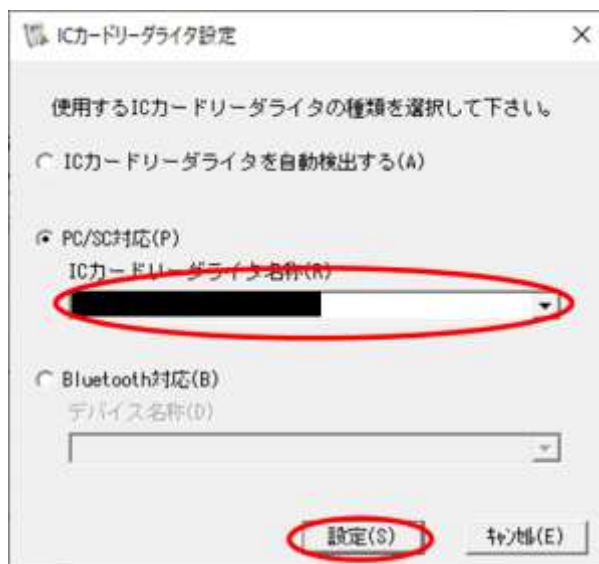 ICカードリーダライタ設定
使用するICカードリーダライタの種類を選択して下さい。
ICカードリーダライタを自動検出する(A)
PC/SC対応(P)
ICカードリーダライタ名称(R)
Bluetooth対応(B)
デバイス名称(D)
設定(S) ｷｬﾝｾﾙ(E)